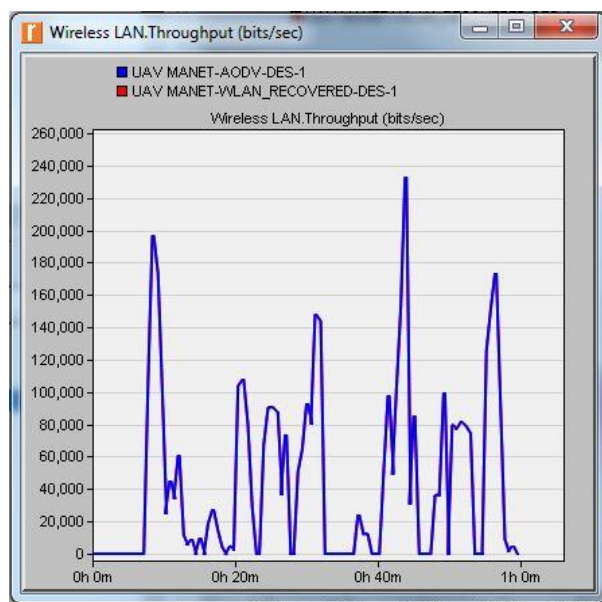 Wireless LAN.Throughput (bits/sec)
UAV MANET-AODV-DES-1
UAV MANET-WLAN_RECOVERED-DES-1
Wireless LAN.Throughput (bits/sec)
260,000
240,000
220,000
200,000
180,000
160,000
140,000
120,000
100,000
80,000
60,000
40,000
20,000
0
0h 0m 0h 20m 0h 40m 1h 0m